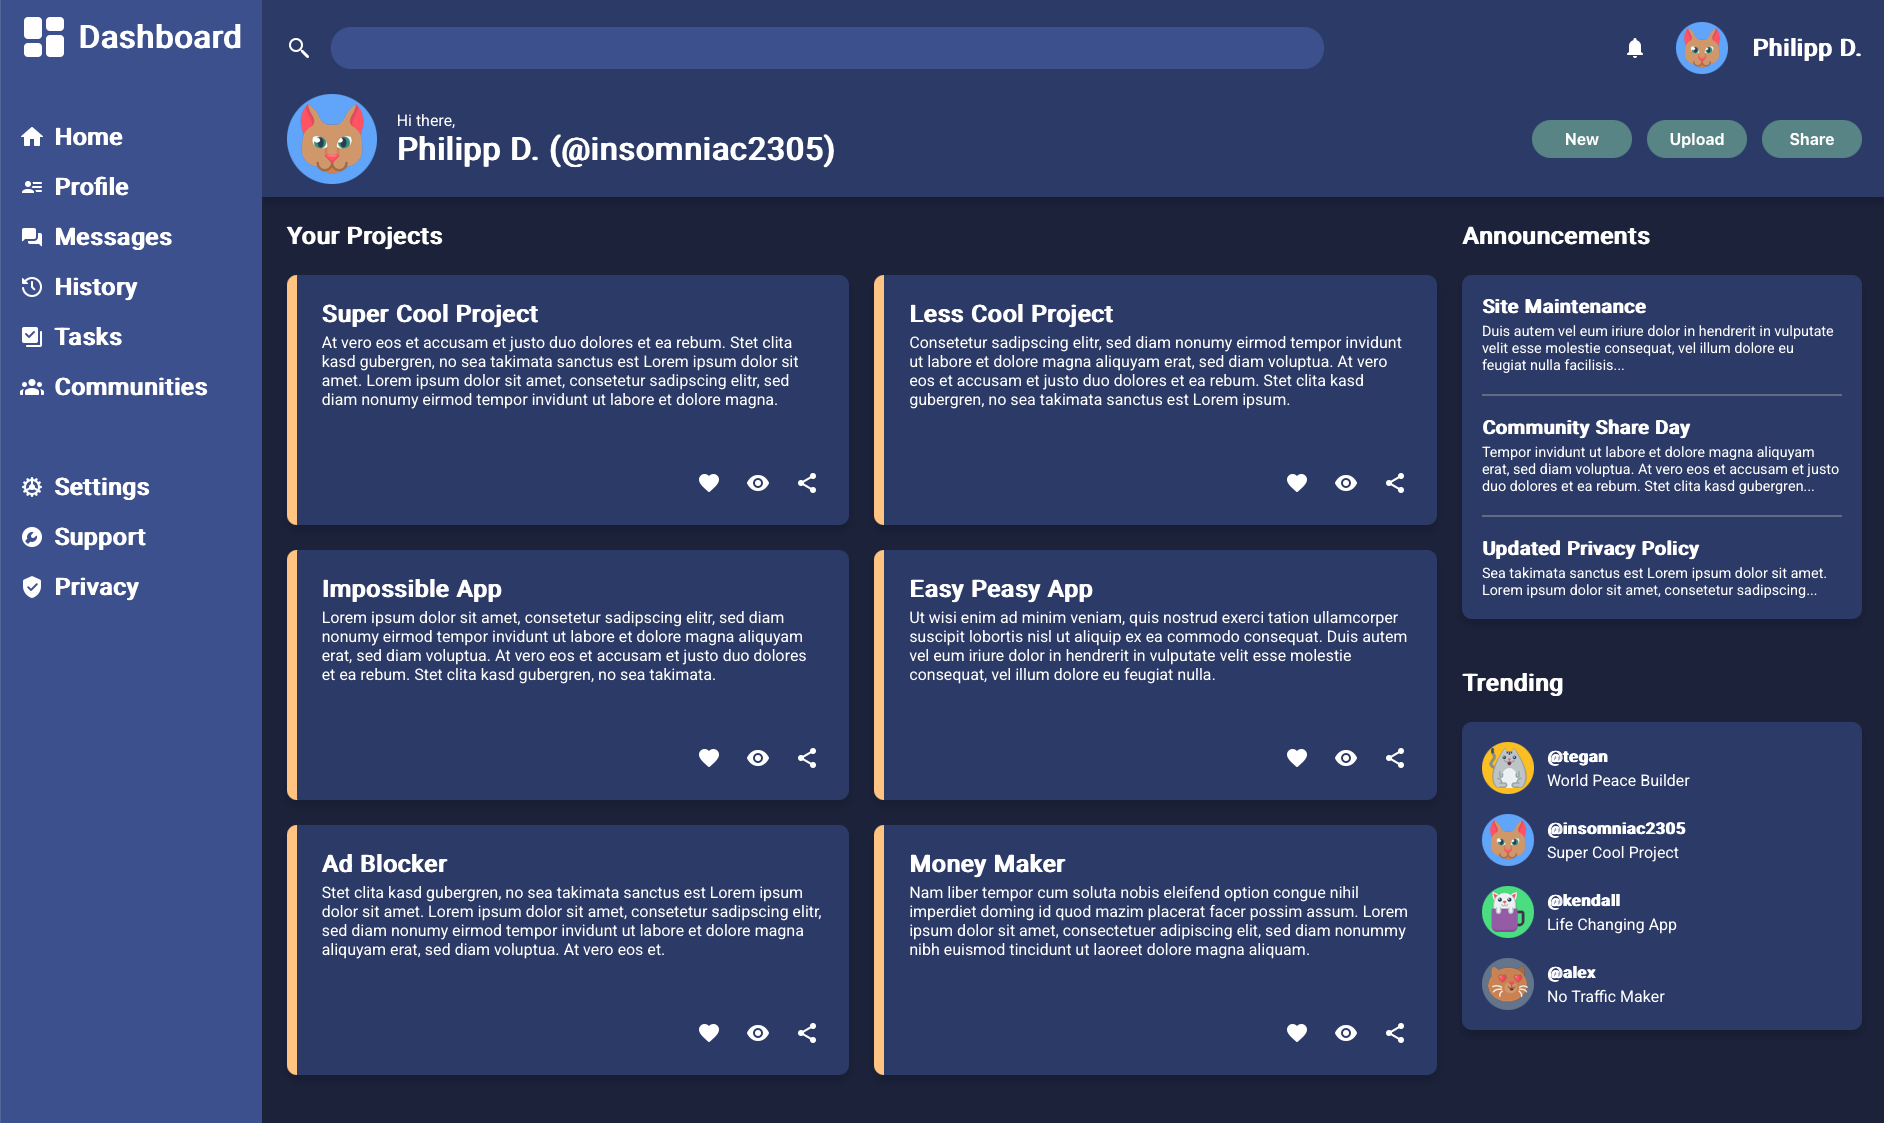 Dashboard
Home
Profile
Messages
History
Tasks
Communities
Settings
Support
Privacy
Philipp D.
Hi there,
Philipp D. (@insomniac2305)
New
Upload
Share
Your Projects
Super Cool Project
At vero eos et accusam et justo duo dolores et ea rebum. Stet clita
kasd gubergren, no sea takimata sanctus est Lorem ipsum dolor sit
amet. Lorem ipsum dolor sit amet, consetetur sadipscing elitr, sed
diam nonumy eirmod tempor invidunt ut labore et dolore magna.
Less Cool Project
Consetetur sadipscing elitr, sed diam nonumy eirmod tempor invidunt
ut labore et dolore magna aliquyam erat, sed diam voluptua. At vero
eos et accusam et justo duo dolores et ea rebum. Stet clita kasd
gubergren, no sea takimata sanctus est Lorem ipsum.
Impossible App
Lorem ipsum dolor sit amet, consetetur sadipscing elitr, sed diam
nonumy eirmod tempor invidunt ut labore et dolore magna aliquyam
erat, sed diam voluptua. At vero eos et accusam et justo duo dolores
et ea rebum. Stet clita kasd gubergren, no sea takimata.
Easy Peasy App
Ut wisi enim ad minim veniam, quis nostrud exerci tation ullamcorper
suscipit lobortis nisl ut aliquip ex ea commodo consequat. Duis autem
vel eum iriure dolor in hendrerit in vulputate velit esse molestie
consequat, vel illum dolore eu feugiat nulla.
Ad Blocker
Stet clita kasd gubergren, no sea takimata sanctus est Lorem ipsum
dolor sit amet. Lorem ipsum dolor sit amet, consetetur sadipscing elitr,
sed diam nonumy eirmod tempor invidunt ut labore et dolore magna
aliquyam erat, sed diam voluptua. At vero eos et.
Money Maker
Nam liber tempor cum soluta nobis eleifend option congue nihil
imperdiet doming id quod mazim placerat facer possim assum. Lorem
ipsum dolor sit amet, consectetuer adipiscing elit, sed diam nonummy
nibh euismod tincidunt ut laoreet dolore magna aliquam.
Announcements
Site Maintenance
Duis autem vel eum iriure dolor in hendrerit in vulputate
velit esse molestie consequat, vel illum dolore eu
feugiat nulla facilisis...
Community Share Day
Tempor invidunt ut labore et dolore magna aliquyam
erat, sed diam voluptua. At vero eos et accusam et justo
duo dolores et ea rebum. Stet clita kasd gubergren...
Updated Privacy Policy
Sea takimata sanctus est Lorem ipsum dolor sit amet.
Lorem ipsum dolor sit amet, consetetur sadipscing...
Trending
@tegan
World Peace Builder
@insomniac2305
Super Cool Project
@kendall
Life Changing App
@alex
No Traffic Maker